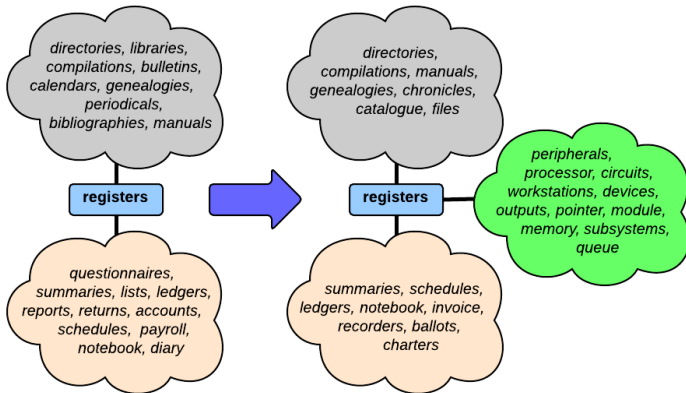 directories, libraries,
compilations, bulletins,
calendars, genealogies,
periodicals,
bibliographies, manuals
registers
questionnaires,
summaries, lists, ledgers,
reports, returns, accounts,
schedules, payroll,
notebook, diary
directories,
compilations, manuals,
genealogies, chronicles,
catalogue, files
registers
peripherals,
processor, circuits,
workstations, devices,
outputs, pointer, module,
memory, subsystems,
queue
summaries, schedules,
ledgers, notebook, invoice,
recorders, ballots,
charters